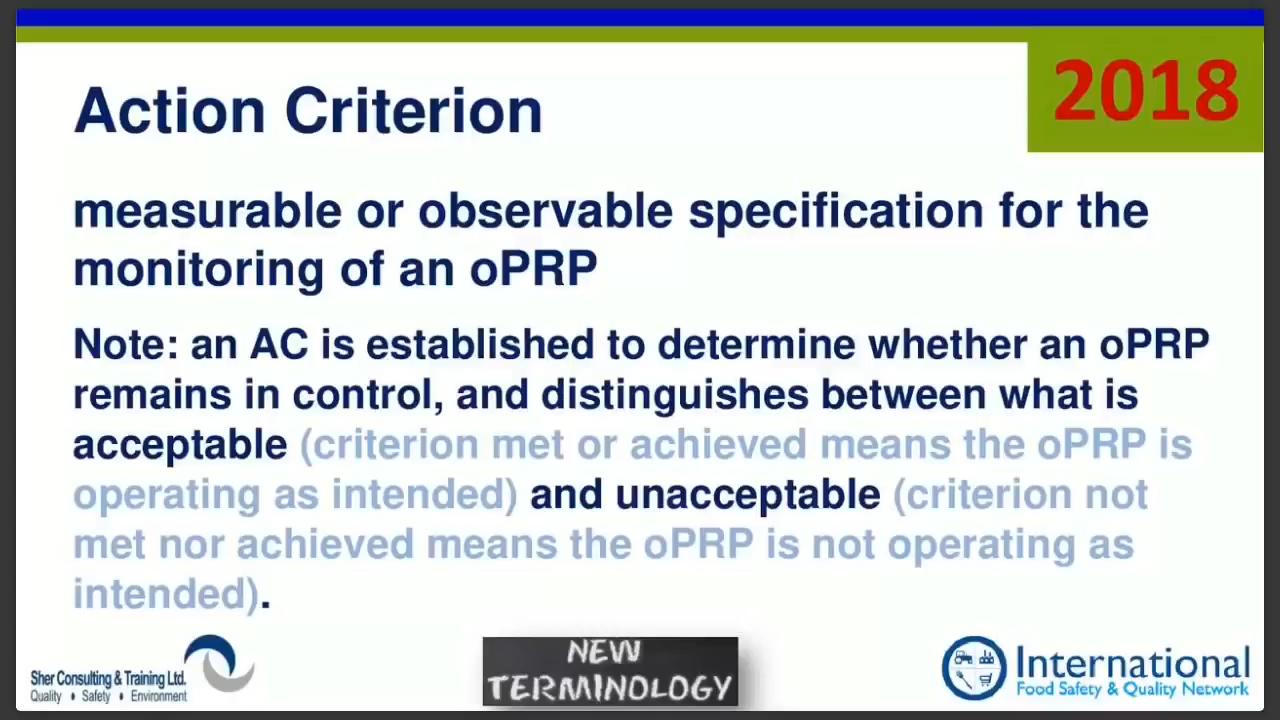 2018
Action Criterion
measurable or observable specification for the
monitoring of an oPRP
Note: an AC is established to determine whether an oPRP
remains in control, and distinguishes between what is
acceptable (criterion met or achieved means the oPRP is
operating as intended) and unacceptable (criterion not
met nor achieved means the oPRP is not operating as
intended).
Sher Consulting & Training Ltd.
Quality • Safety • Environment
NEW
TERMINOLOGY
International
Food Safety & Quality Network